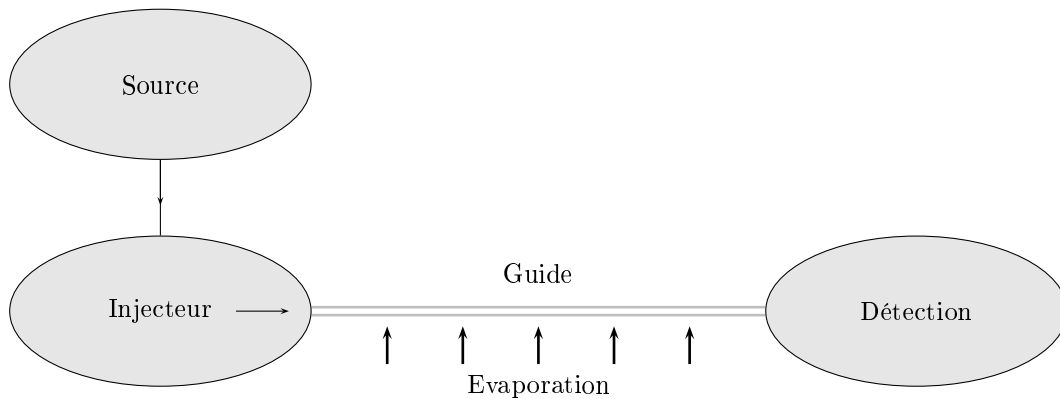 Source
Guide
Injecteur
Détection
Evaporation